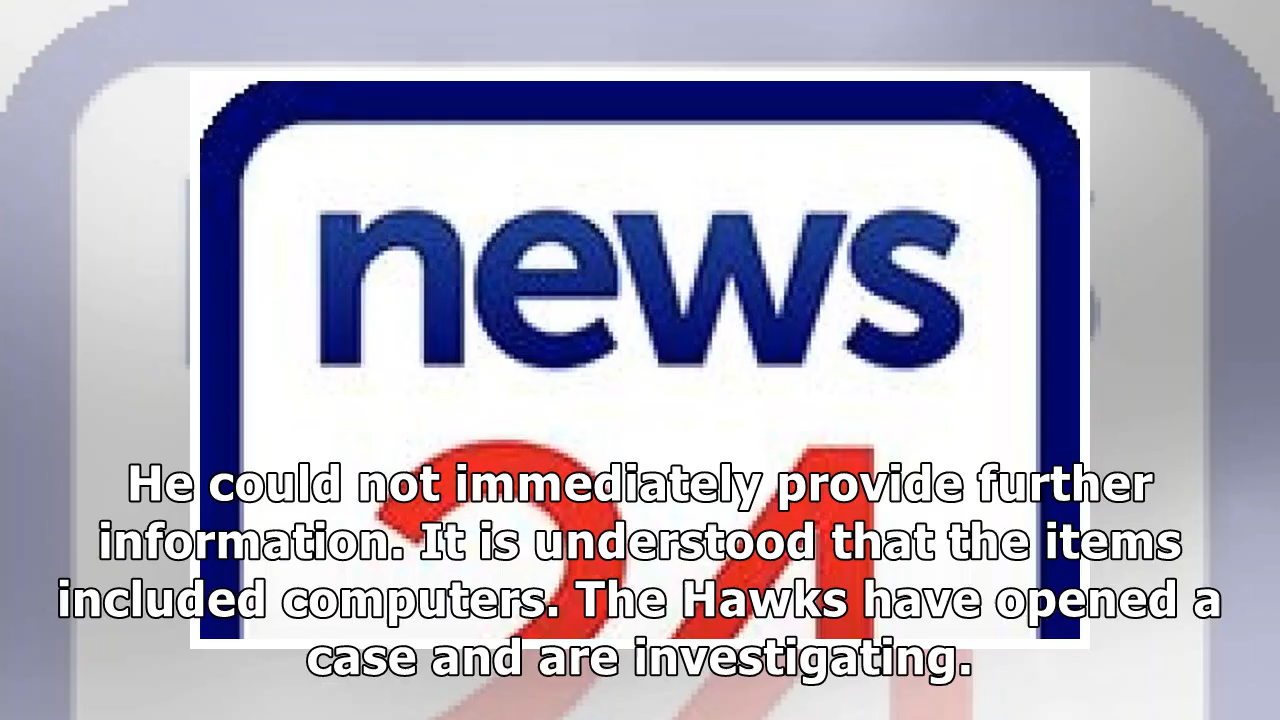 news
24
He could not immediately provide further
information. It is understood that the items
included computers. The Hawks have opened a
case and are investigating.